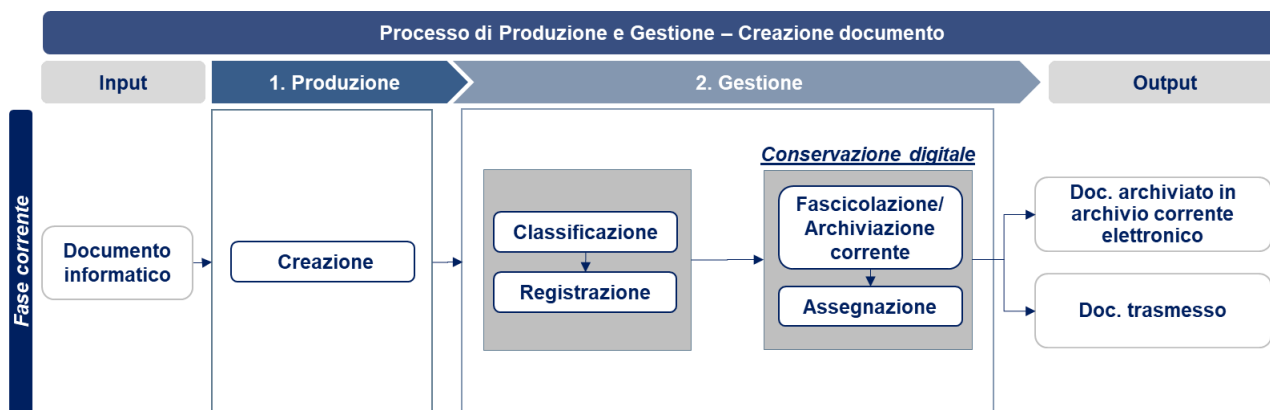 Processo di Produzione e Gestione – Creazione documento
Input
1. Produzione
2. Gestione
Output
Fase corrente
Documento
informatico
Creazione
Classificazione
Registrazione
Conservazione digitale
Fascicolazione/
Archiviazione
corrente
Assegnazione
Doc. archiviato in
archivio corrente
elettronico
Doc. trasmesso